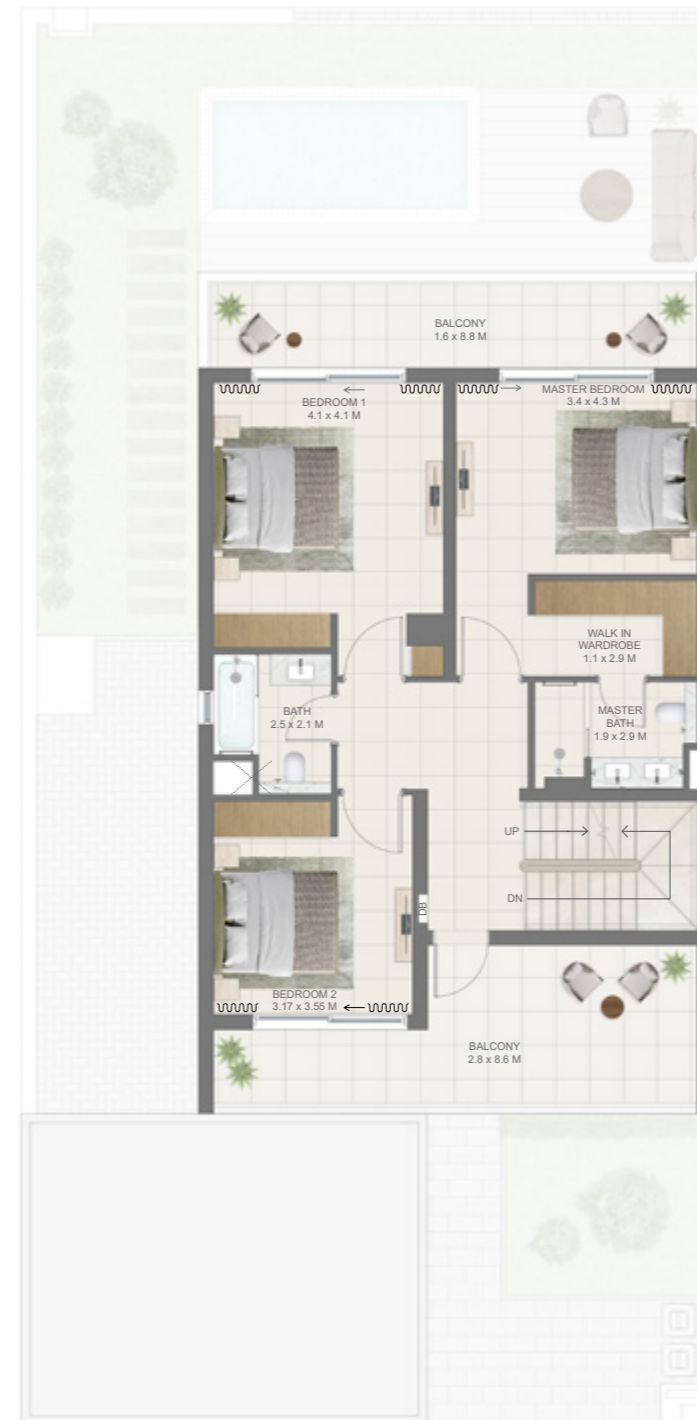 BALCONY
1.6 x 8.8 M
BEDROOM 1
4.1 x 4.1 M
MASTER BEDROOM
3.4 x 4.3 M
WALK IN
WARDROBE
1.1 x 2.9 M
BATH
2.5 x 2.1 M
MASTER
BATH
1.9 x 2.9 M
UP
DN
DB
BEDROOM 2
3.17 x 3.55 M
BALCONY
2.8 x 8.6 M